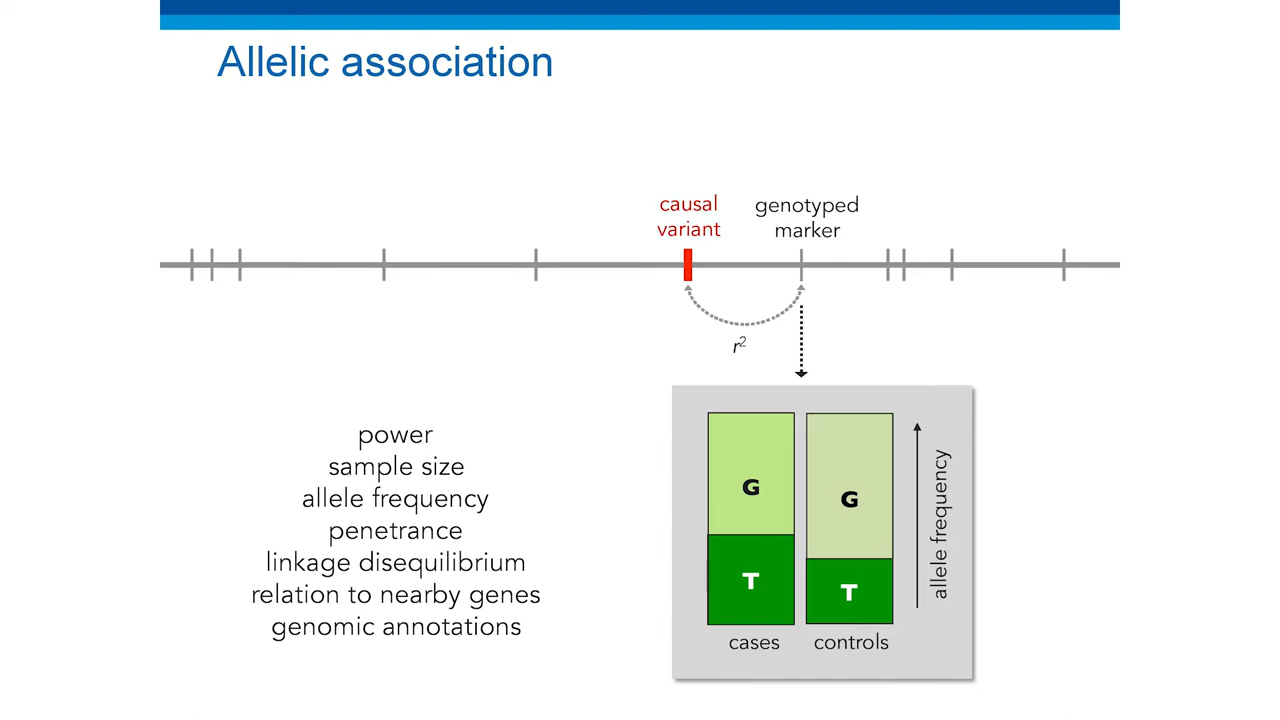 Allelic association
causal
variant
genotyped
marker
r²
power
sample size
allele frequency
penetrance
linkage disequilibrium
relation to nearby genes
genomic annotations
G
G
T
T
allele frequency
cases
controls